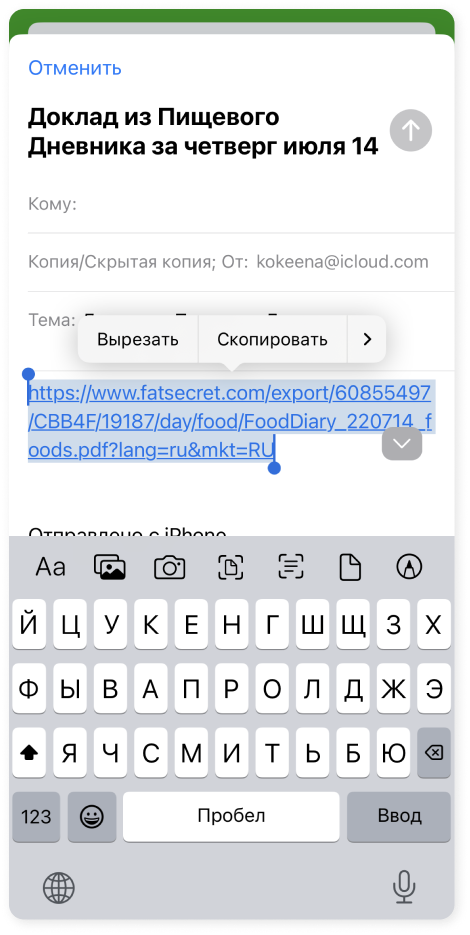 Отменить
Доклад из Пищевого
Дневника за четверг июля 14
Кому:
Копия/Скрытая копия; От: kokeena@icloud.com
Тема:
Вырезать Скопировать
https://www.fatsecret.com/export/60855497
/CBB4F/19187/day/food/FoodDiary_220714_f
oods.pdf?lang=ru&mkt=RU
Отправлено с iPhone
Aa
Й Ц У К Е Н Г Ш Щ З Х
Ф Ы В А П Р О Л Д Ж Э
Я Ч С М И Т Ь Б Ю
123 Пробел Ввод